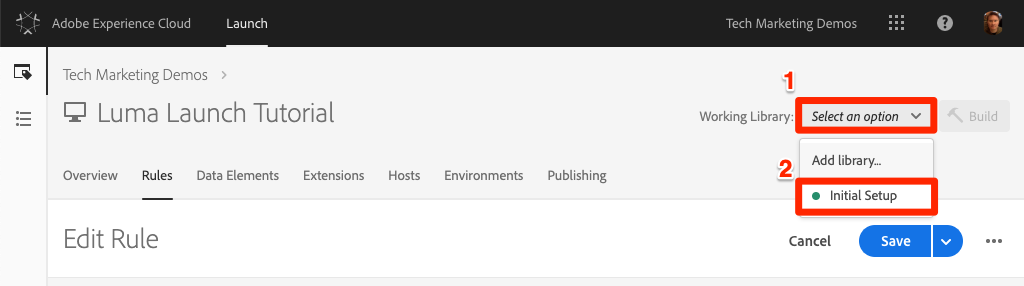 Adobe Experience Cloud Launch Tech Marketing Demos ?
Tech Marketing Demos >
1
Luma Launch Tutorial
Working Library: Select an option Build
Add library...
2
Overview Rules Data Elements Extensions Hosts Environments Publishing
Initial Setup
Edit Rule
Cancel Save